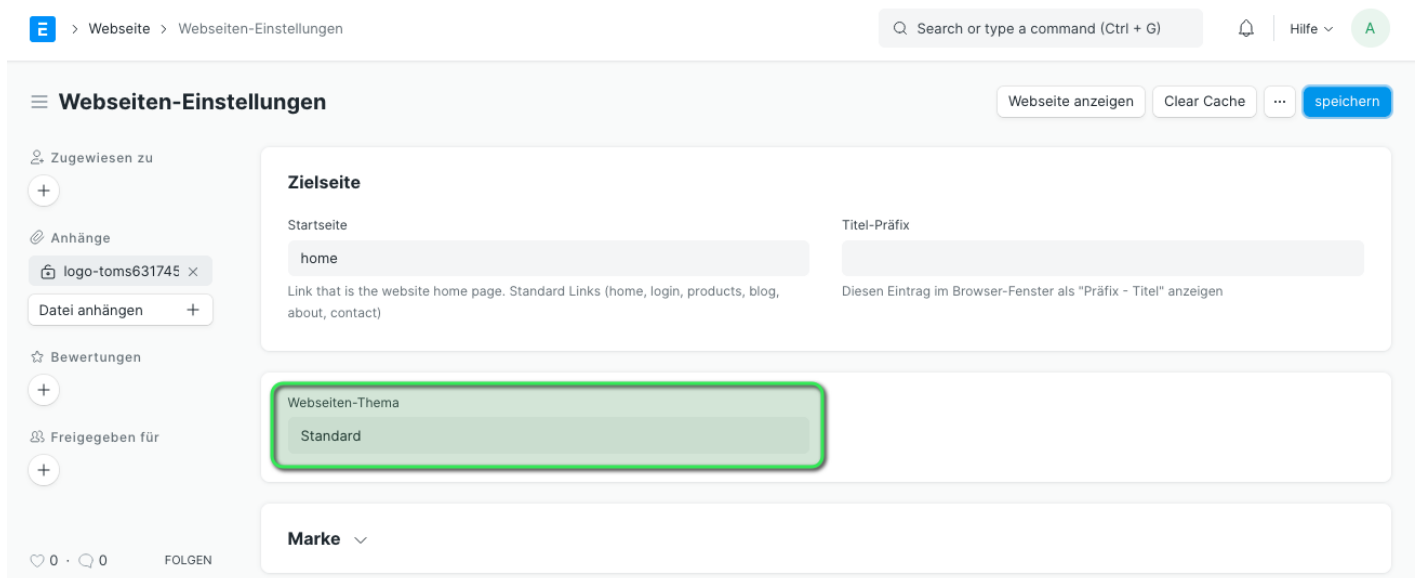 E > Webseite > Webseiten-Einstellungen
Search or type a command (Ctrl + G)
Hilfe
A
Webseiten-Einstellungen
Webseite anzeigen
Clear Cache
···
speichern
Zugewiesen zu
+
Anhänge
logo-toms631745 ×
Datei anhängen +
Bewertungen
+
Freigegeben für
+
0 · 0 FOLGEN
Zielseite
Startseite
home
Link that is the website home page. Standard Links (home, login, products, blog,
about, contact)
Titel-Präfix
Diesen Eintrag im Browser-Fenster als "Präfix - Titel" anzeigen
Webseiten-Thema
Standard
Marke